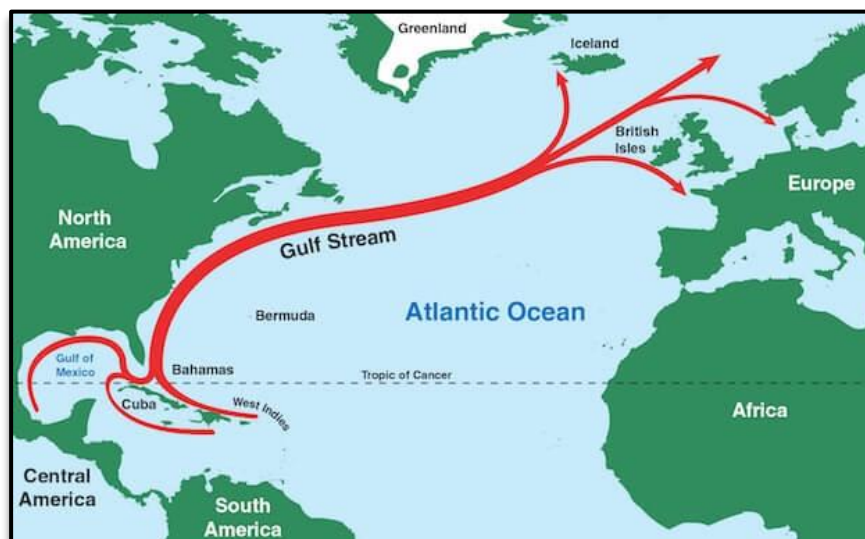 Greenland
Iceland
British
Isles
Europe
North
America
Gulf Stream
Atlantic Ocean
Bermuda
Gulf of
Mexico
Bahamas
Tropic of Cancer
Cuba
West Indies
Africa
Central
America
South
America